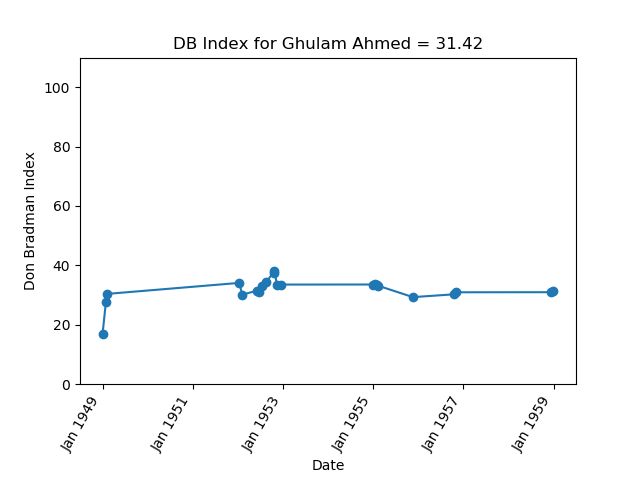 DB Index for Ghulam Ahmed = 31.42
100
80
60
40
20
0
Don Bradman Index
Jan 1949
Jan 1951
Jan 1953
Jan 1955
Jan 1957
Jan 1959
Date